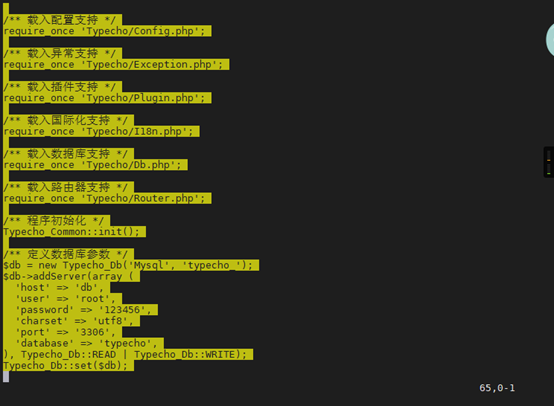 /** 载入配置支持 */
require_once 'Typecho/Config.php';
/** 载入异常支持 */
require_once 'Typecho/Exception.php';
/** 载入插件支持 */
require_once 'Typecho/Plugin.php';
/** 载入国际化支持 */
require_once 'Typecho/I18n.php';
/** 载入数据库支持 */
require_once 'Typecho/Db.php';
/** 载入路由器支持 */
require_once 'Typecho/Router.php';
/** 程序初始化 */
Typecho_Common::init();
/** 定义数据库参数 */
$db = new Typecho_Db('Mysql', 'typecho_');
$db->addServer(array (
  'host' => 'db',
  'user' => 'root',
  'password' => '123456',
  'charset' => 'utf8',
  'port' => '3306',
  'database' => 'typecho',
), Typecho_Db::READ | Typecho_Db::WRITE);
Typecho_Db::set($db);
65,0-1